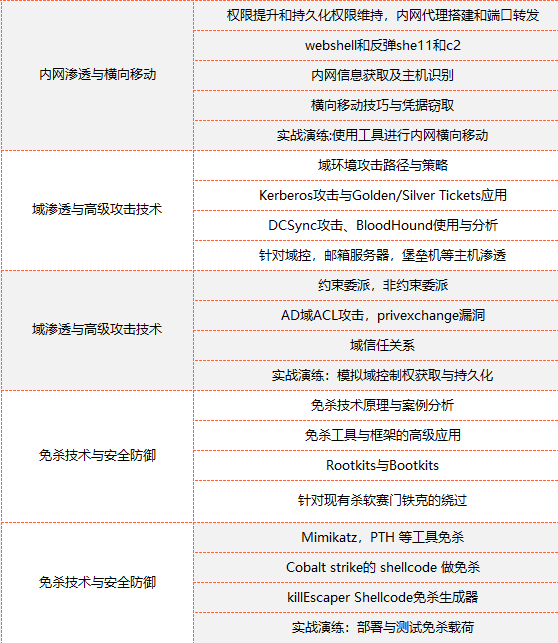 内网渗透与横向移动
权限提升和持久化权限维持，内网代理搭建和端口转发
webshell和反弹she11和c2
内网信息获取及主机识别
横向移动技巧与凭据窃取
实战演练:使用工具进行内网横向移动
域渗透与高级攻击技术
域环境攻击路径与策略
Kerberos攻击与Golden/Silver Tickets应用
DCSync攻击、BloodHound使用与分析
针对域控，邮箱服务器，堡垒机等主机渗透
域渗透与高级攻击技术
约束委派，非约束委派
AD域ACL攻击，privexchange漏洞
域信任关系
实战演练：模拟域控制权获取与持久化
免杀技术与安全防御
免杀技术原理与案例分析
免杀工具与框架的高级应用
Rootkits与Bootkits
针对现有杀软赛门铁克的绕过
免杀技术与安全防御
Mimikatz，PTH 等工具免杀
Cobalt strike的 shellcode 做免杀
killEscaper Shellcode免杀生成器
实战演练：部署与测试免杀载荷